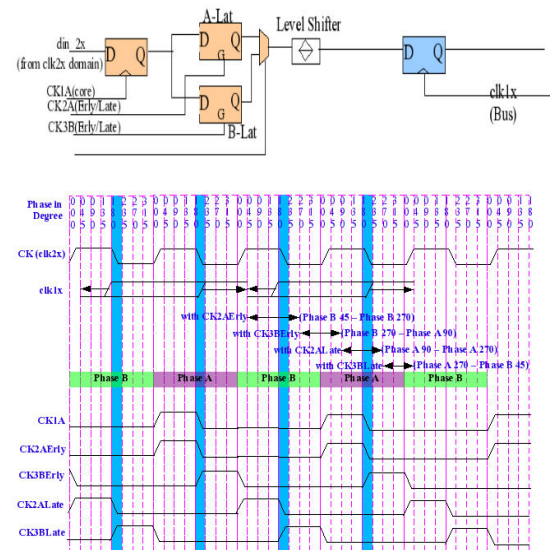 A-Lat
Level Shifter
din_2x
(from clk2x domain)
D Q
D Q
G
D Q
G
D Q
CK1A(core)
CK2A(Erly/Late)
CK3B(Erly/Late)
B-Lat
clk1x
(Bus)
Phase in
Degree
CK (clk2x)
clk1x
with CK2AErly (Phase B 45 – Phase B 270)
with CK3BErly (Phase B 270 – Phase A 90)
with CK2ALate (Phase A 90 – Phase A 270)
with CK3BLate (Phase A 270 – Phase B 45)
Phase B Phase A Phase B Phase A Phase B
CK1A
CK2AErly
CK3BErly
CK2ALate
CK3BLate